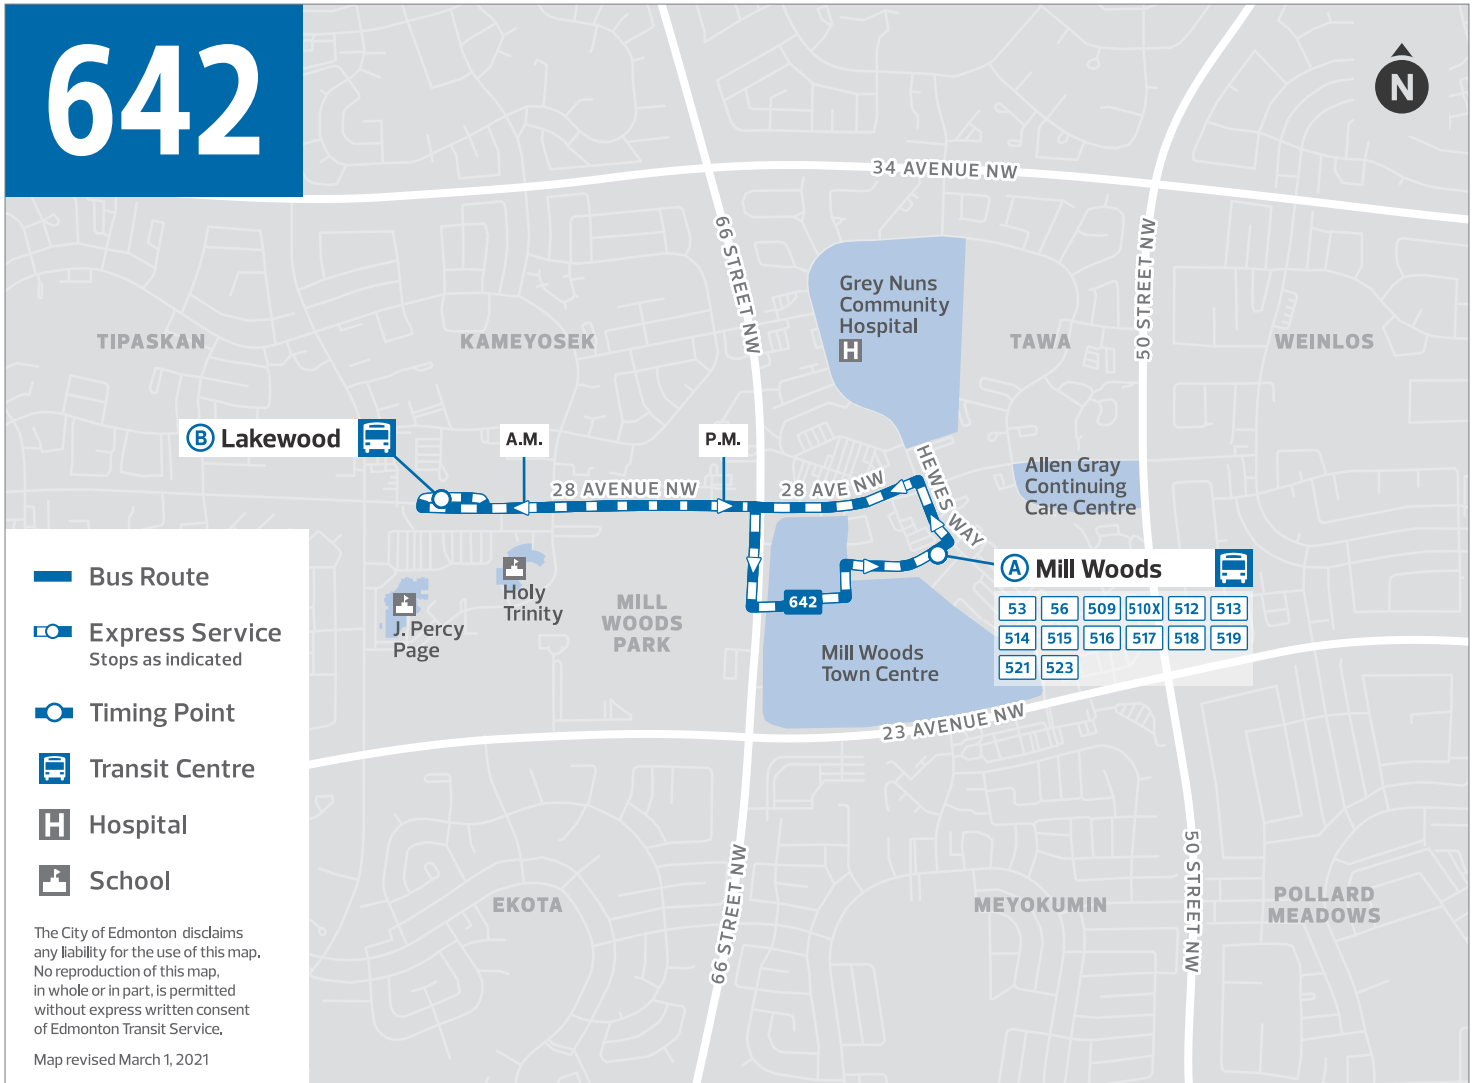 642
N
34 AVENUE NW
66 STREET NW
50 STREET NW
Grey Nuns
Community
Hospital
H
TIPASKAN
KAMEYOSEK
TAWA
WEINLOS
B Lakewood
A.M.
P.M.
28 AVENUE NW
28 AVE NW
HEWES WAY
Allen Gray
Continuing
Care Centre
A Mill Woods
53 56 509 510X 512 513
514 515 516 517 518 519
521 523
Holy
Trinity
J. Percy
Page
MILL
WOODS
PARK
642
Mill Woods
Town Centre
23 AVENUE NW
Bus Route
Express Service
Stops as indicated
Timing Point
Transit Centre
H Hospital
School
EKOTA
66 STREET NW
MEYOKUMIN
50 STREET NW
POLLARD
MEADOWS
The City of Edmonton disclaims
any liability for the use of this map.
No reproduction of this map,
in whole or in part, is permitted
without express written consent
of Edmonton Transit Service.
Map revised March 1, 2021